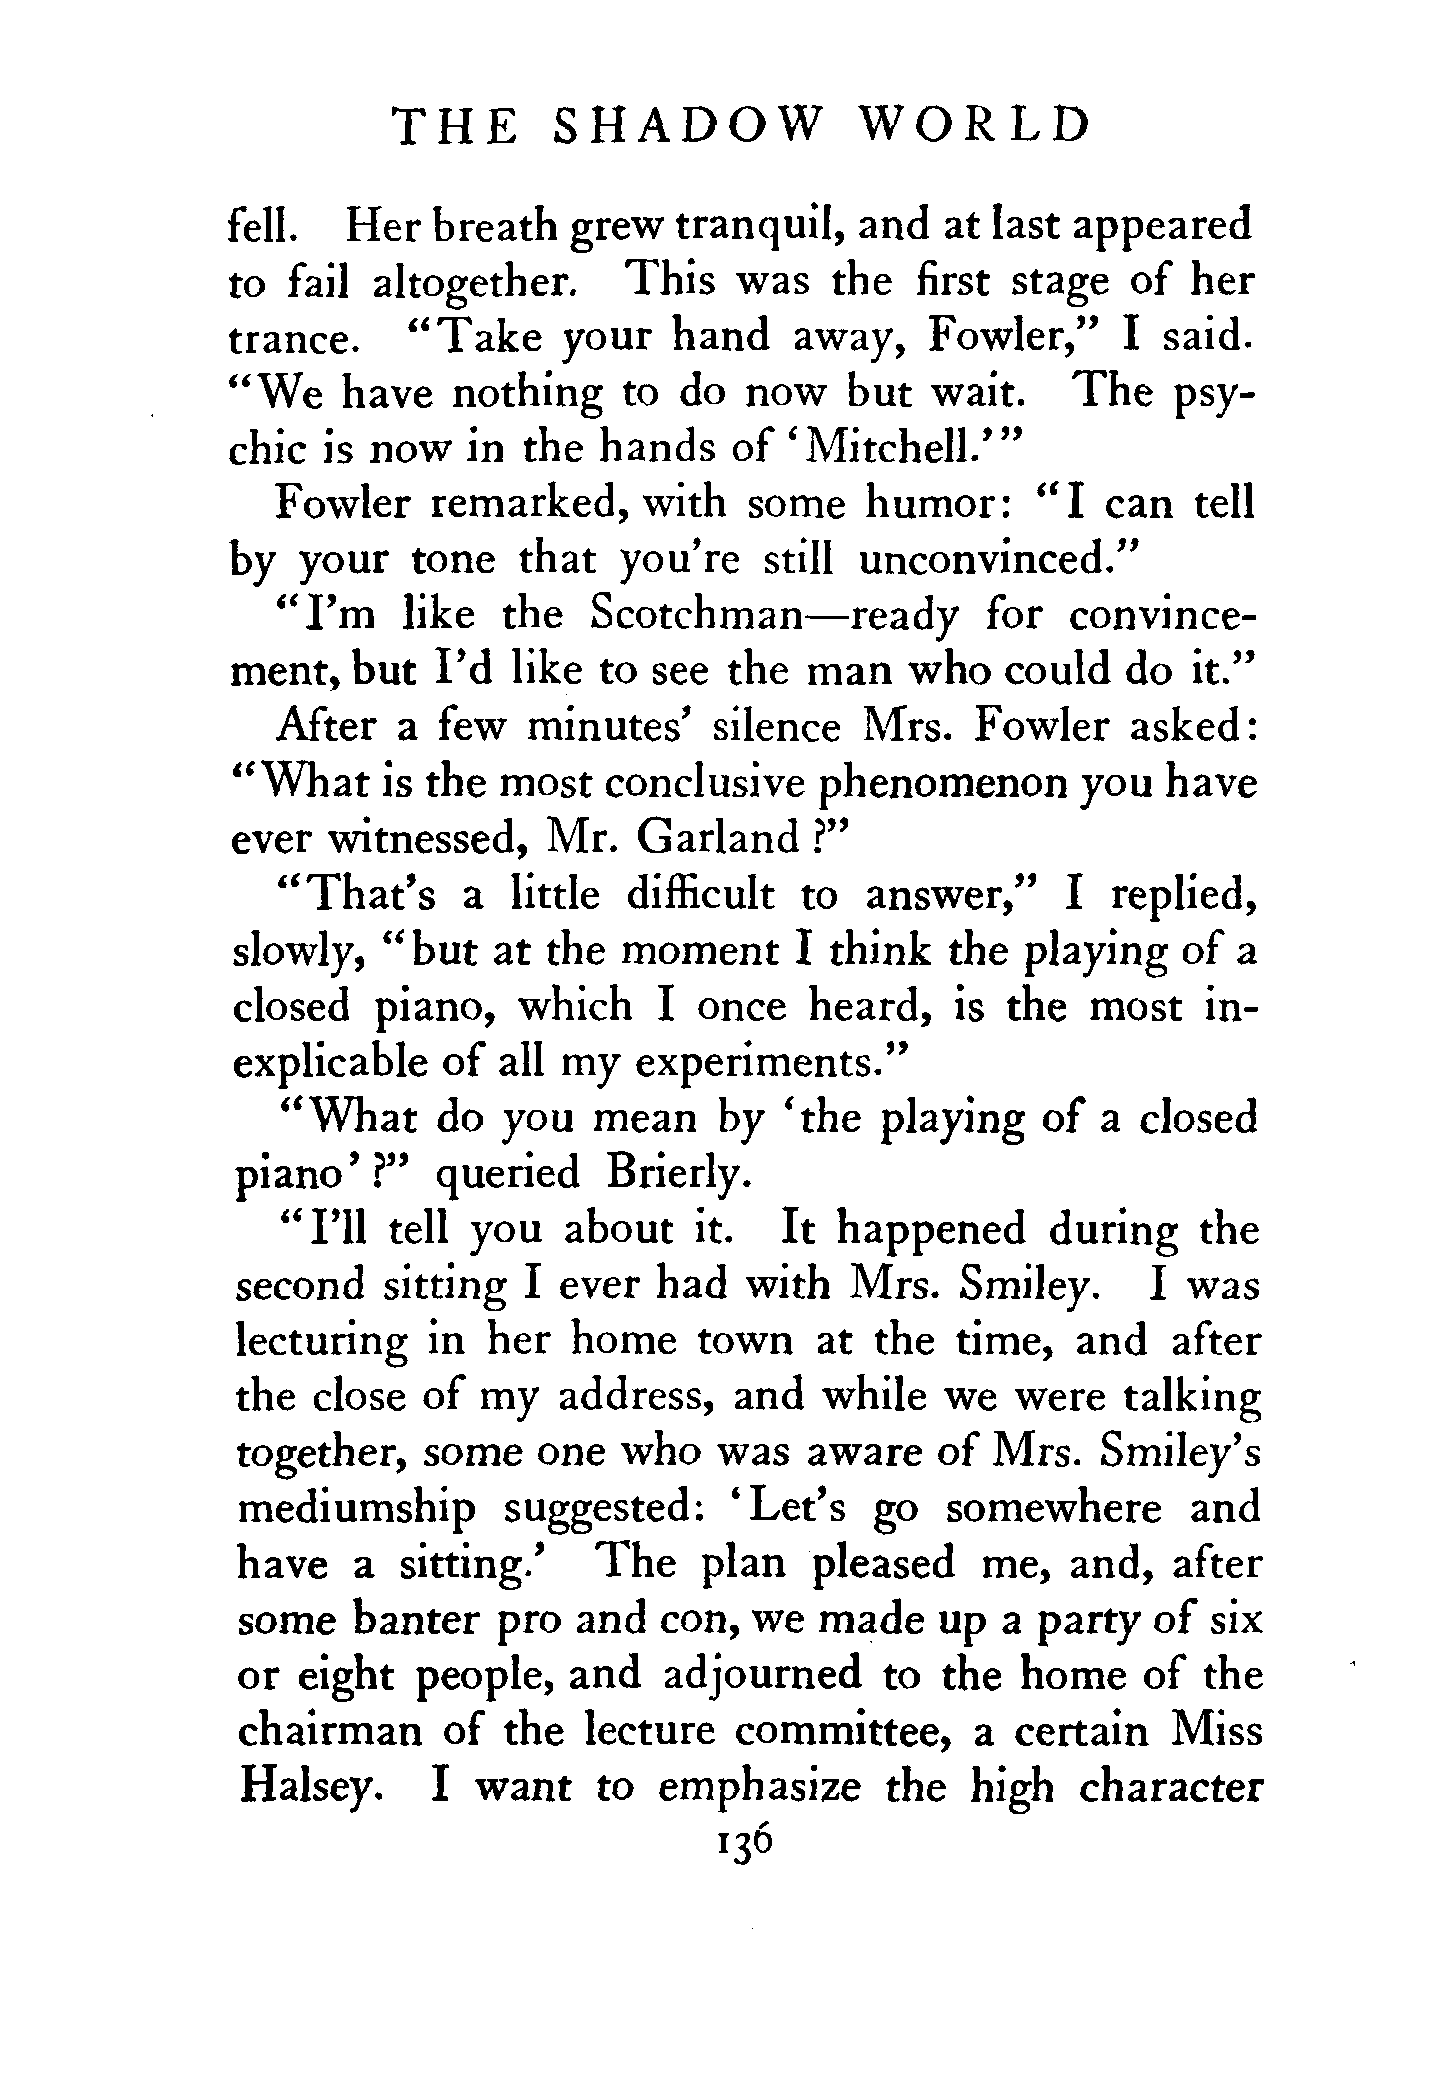 THE SHADOW WORLD
fell. Her breath grew tranquil, and at last appeared
to fail altogether. This was the first stage of her
trance. "Take your hand away, Fowler," I said.
"We have nothing to do now but wait. The psy-
chic is now in the hands of 'Mitchell.'"
Fowler remarked, with some humor: "I can tell
by your tone that you're still unconvinced."
"I'm like the Scotchman—ready for convince-
ment, but I'd like to see the man who could do it."
After a few minutes' silence Mrs. Fowler asked:
"What is the most conclusive phenomenon you have
ever witnessed, Mr. Garland?"
"That's a little difficult to answer," I replied,
slowly, "but at the moment I think the playing of a
closed piano, which I once heard, is the most in-
explicable of all my experiments."
"What do you mean by 'the playing of a closed
piano'?" queried Brierly.
"I'll tell you about it. It happened during the
second sitting I ever had with Mrs. Smiley. I was
lecturing in her home town at the time, and after
the close of my address, and while we were talking
together, some one who was aware of Mrs. Smiley's
mediumship suggested: 'Let's go somewhere and
have a sitting.' The plan pleased me, and, after
some banter pro and con, we made up a party of six
or eight people, and adjourned to the home of the
chairman of the lecture committee, a certain Miss
Halsey. I want to emphasize the high character
136